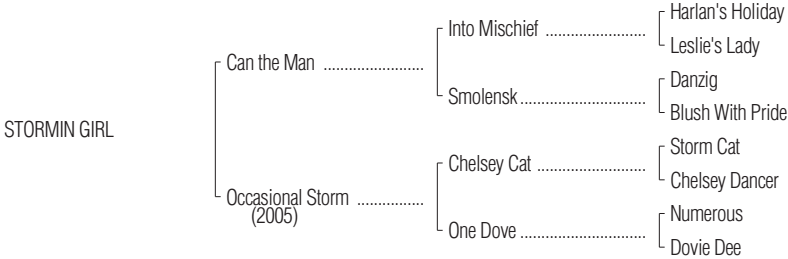 Harlan's Holiday
Into Mischief ........................
Leslie's Lady
Can the Man ........................
Danzig
Smolensk..............................
Blush With Pride
STORMIN GIRL
Storm Cat
Chelsey Cat ..........................
Chelsey Dancer
Occasional Storm ................
(2005)
Numerous
One Dove ..............................
Dovie Dee